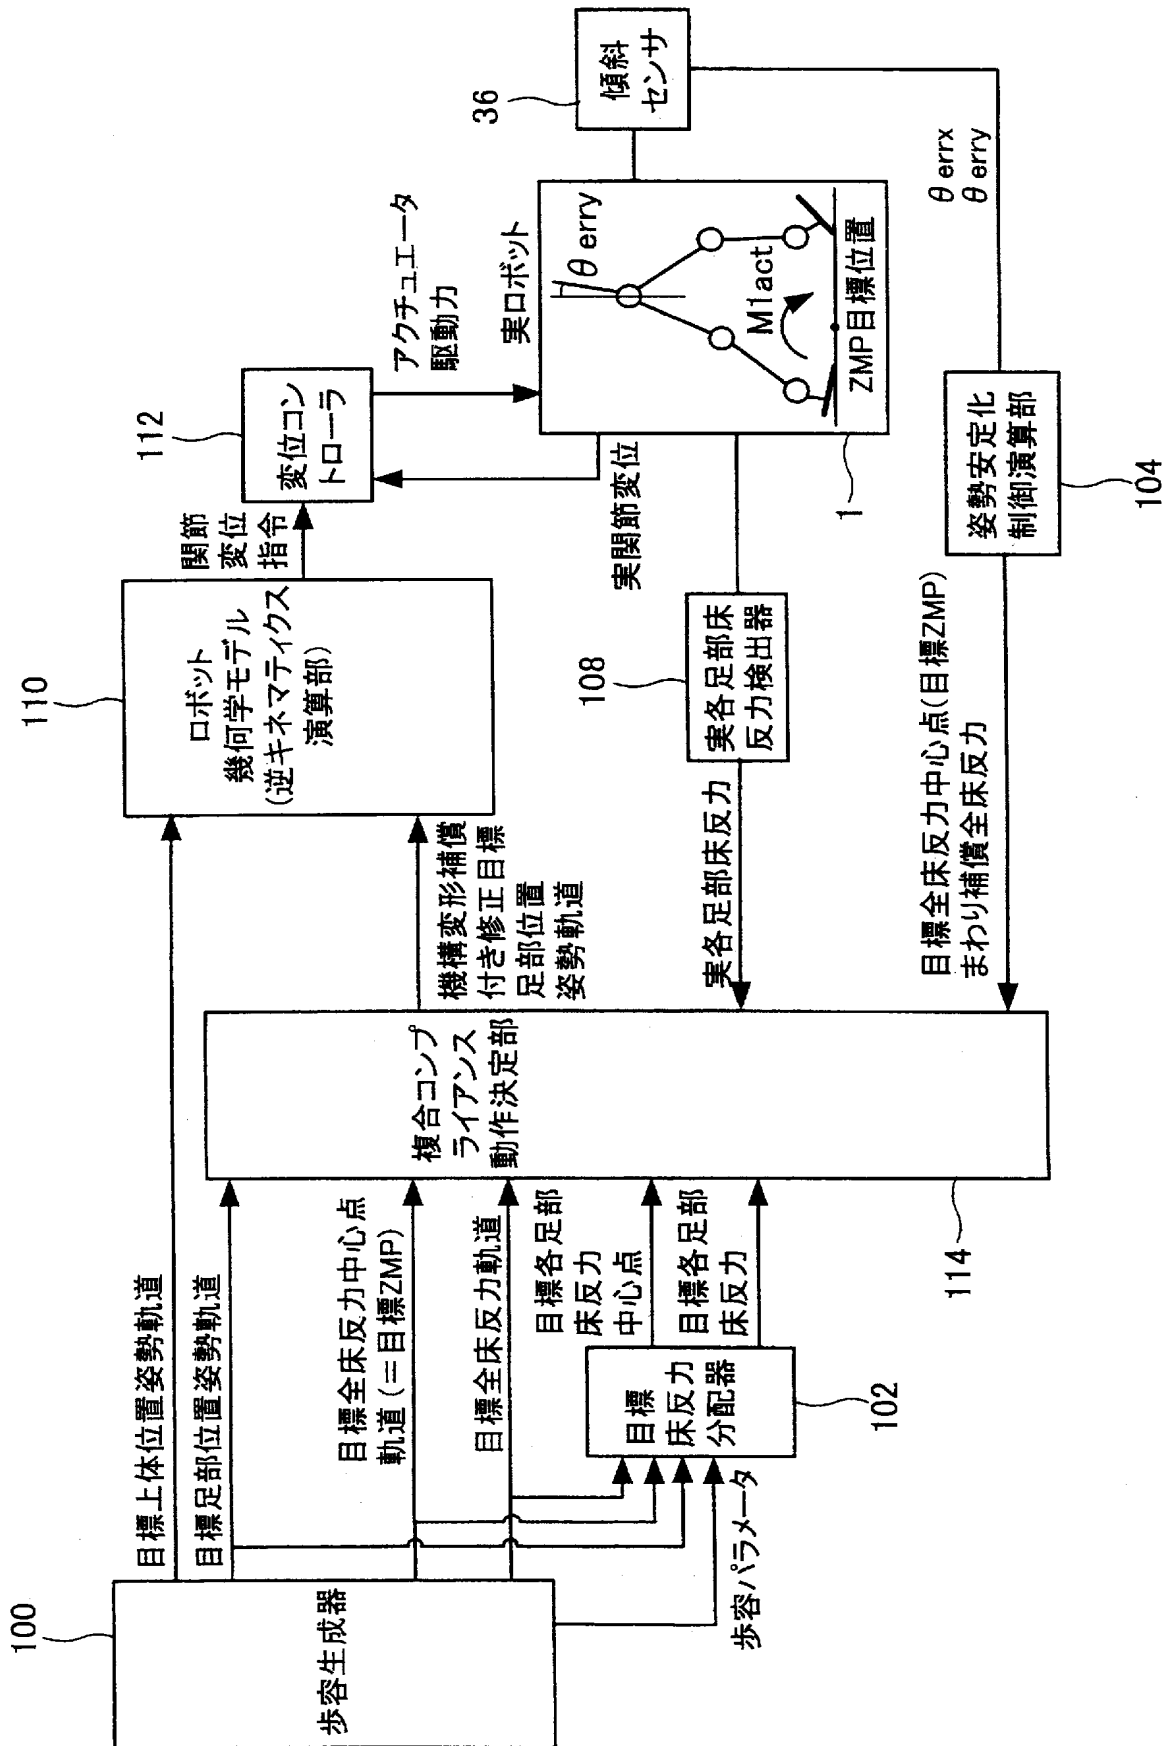 100
歩容生成器
目標上体位置姿勢軌道
目標足部位置姿勢軌道
目標全床反力中心点
軌道(=目標ZMP)
目標全床反力軌道
歩容パラメータ
目標
床反力
分配器
102
目標各足部
床反力
中心点
目標各足部
床反力
複合コンプ
ライアンス
動作決定部
114
機構変形補償
付き修正目標
足部位置
姿勢軌道
実各足部床反力
目標全床反力中心点(目標ZMP)
まわり補償全床反力
110
ロボット
幾何学モデル
(逆キネマティクス
演算部)
関節
変位
指令
112
変位コン
トローラ
アクチュエータ
駆動力
実関節変位
108
実各足部床
反力検出器
実ロボット
θerry
M1act
ZMP目標位置
1
36
傾斜
センサ
θerrx
θerry
姿勢安定化
制御演算部
104